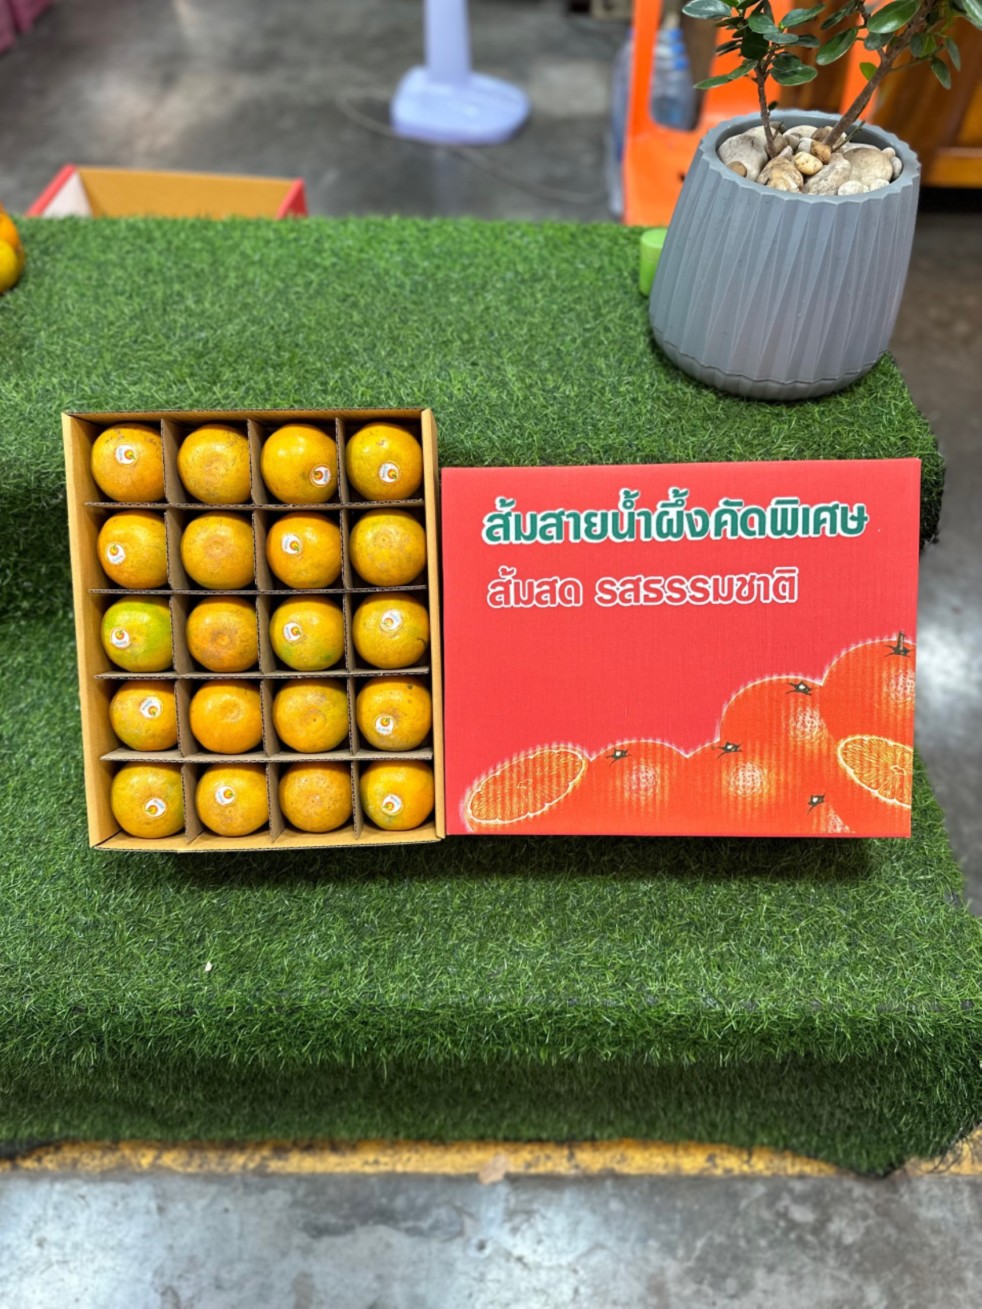 ส้มสายน้ำผึ้งคัดพิเศษ
ส้มสด รสธรรมชาติ